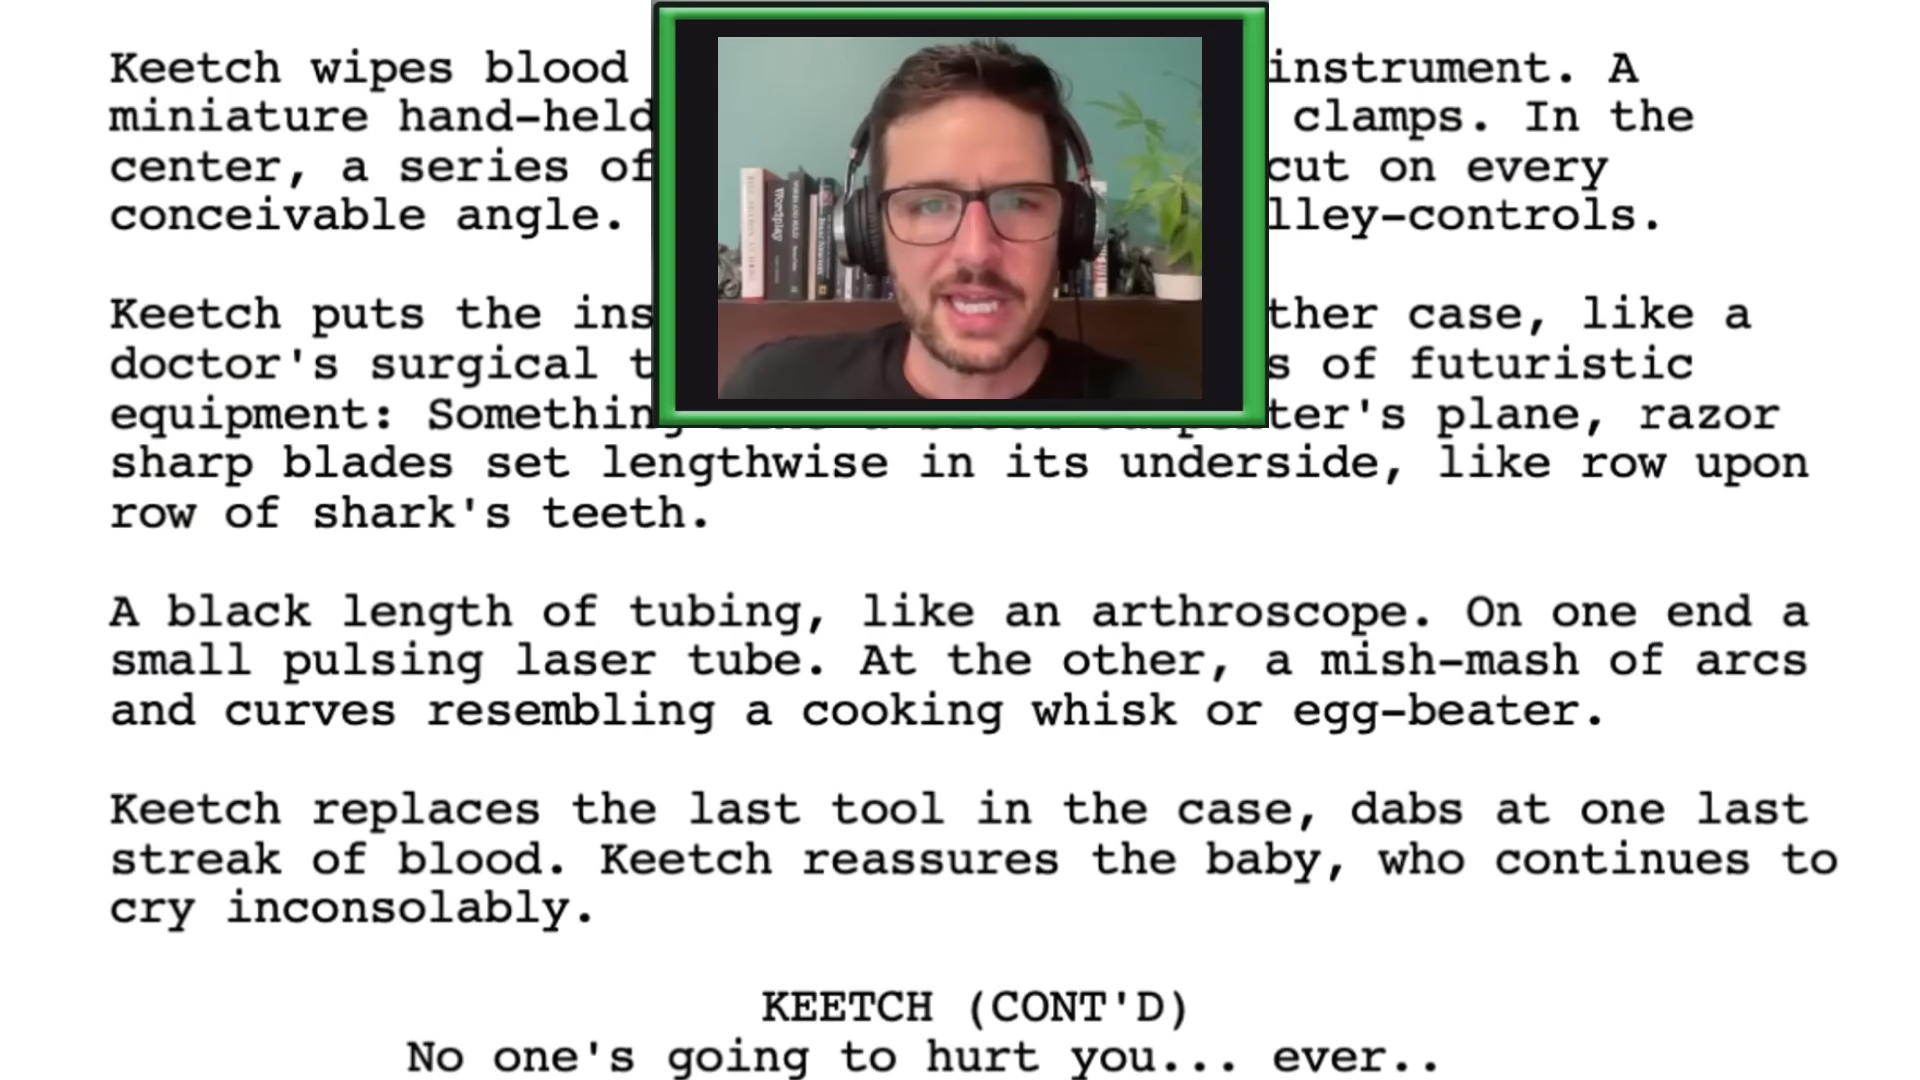 Keetch wipes blood instrument. A
miniature hand-held clamps. In the
center, a series of cut on every
conceivable angle. lley-controls.
Keetch puts the ins ther case, like a
doctor's surgical t s of futuristic
equipment: Something ter's plane, razor
sharp blades set lengthwise in its underside, like row upon
row of shark's teeth.
A black length of tubing, like an arthroscope. On one end a
small pulsing laser tube. At the other, a mish-mash of arcs
and curves resembling a cooking whisk or egg-beater.
Keetch replaces the last tool in the case, dabs at one last
streak of blood. Keetch reassures the baby, who continues to
cry inconsolably.
KEETCH (CONT'D)
No one's going to hurt you... ever..
Wordplay